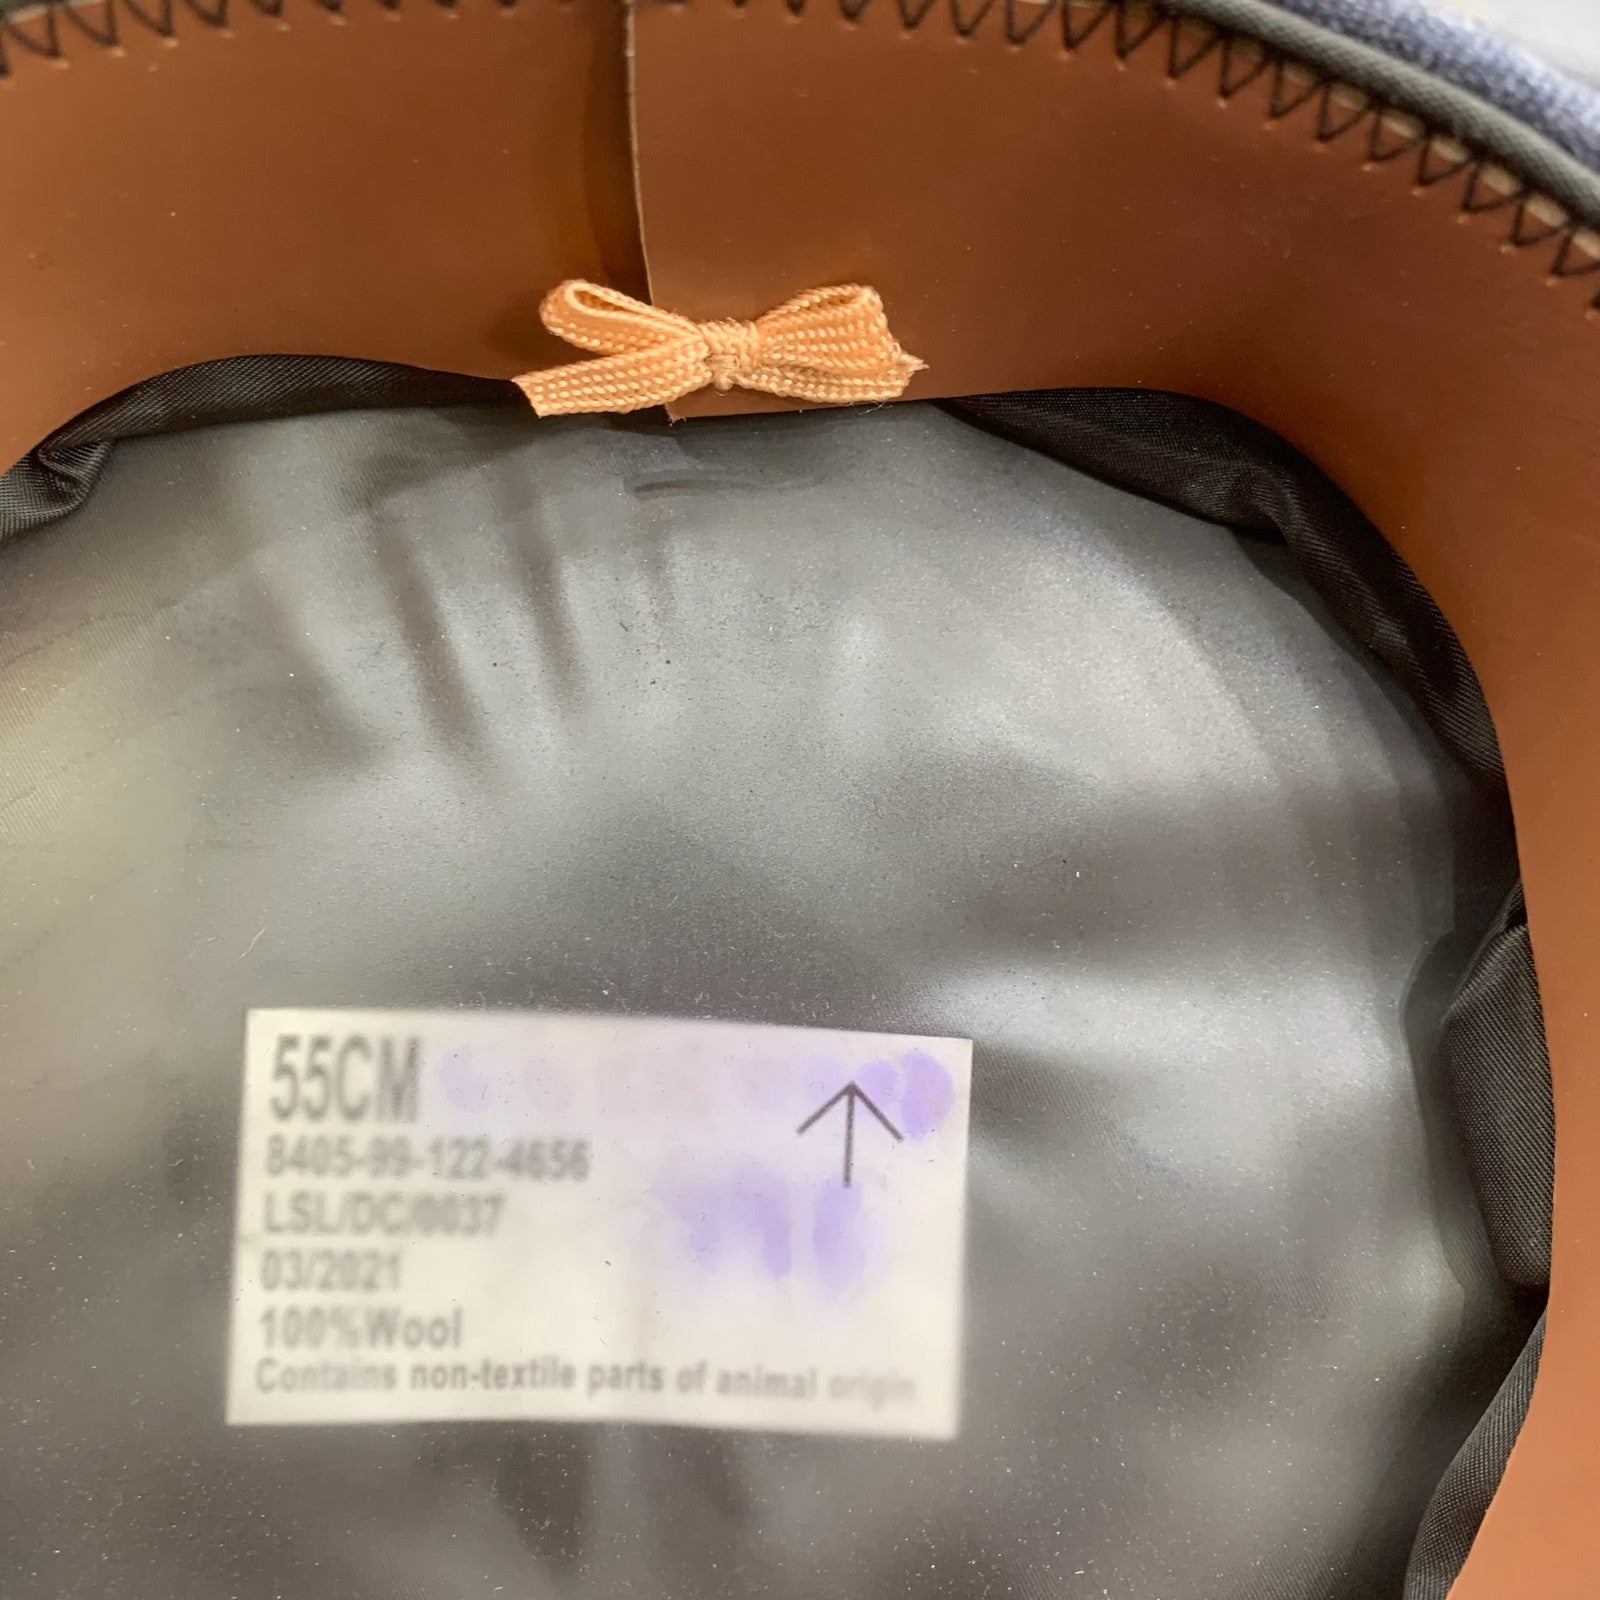 55CM
8405-99-122-4656
LSL/DC/0037
03/2021
100%Wool
Contains non-textile parts of animal origin